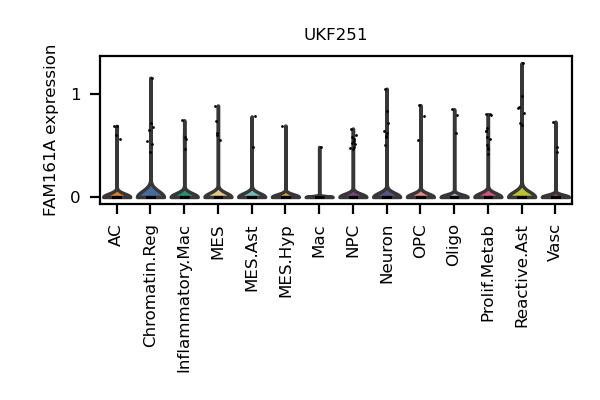 UKF251
FAM161A expression
1
0
AC
Chromatin.Reg
Inflammatory.Mac
MES
MES.Ast
MES.Hyp
Mac
NPC
Neuron
OPC
Oligo
Prolif.Metab
Reactive.Ast
Vasc